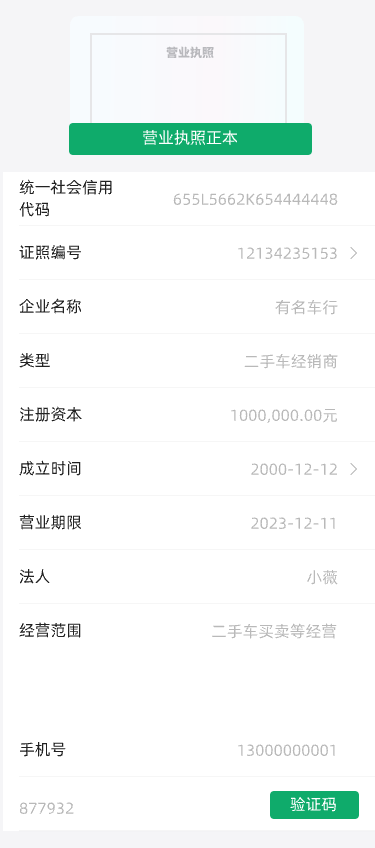 营业执照
营业执照正本
统一社会信用
代码
655L5662K654444448
证照编号 12134235153
企业名称 有名车行
类型 二手车经销商
注册资本 1000,000.00元
成立时间 2000-12-12
营业期限 2023-12-11
法人 小薇
经营范围 二手车买卖等经营
手机号 13000000001
877932 验证码